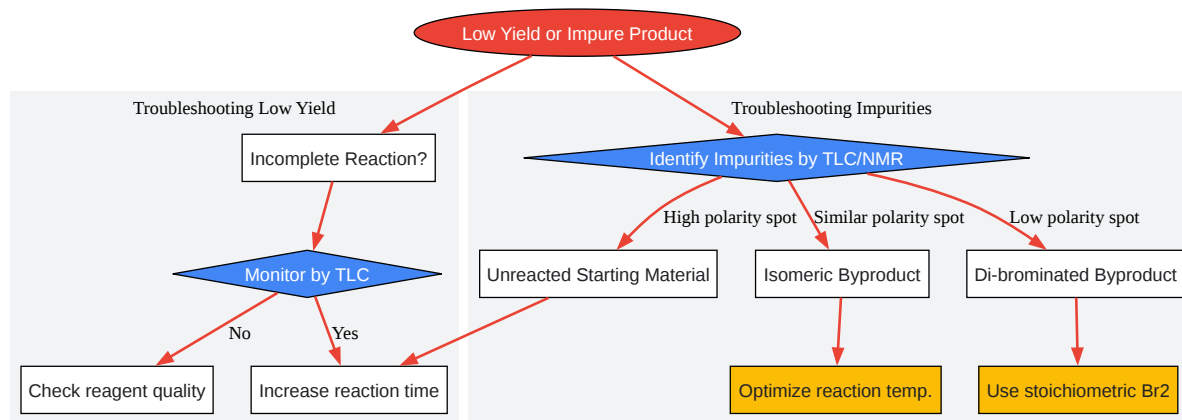 Low Yield or Impure Product
Troubleshooting Low Yield
Troubleshooting Impurities
Incomplete Reaction?
Identify Impurities by TLC/NMR
High polarity spot
Similar polarity spot
Low polarity spot
Monitor by TLC
Unreacted Starting Material
Isomeric Byproduct
Di-brominated Byproduct
No
Yes
Check reagent quality
Increase reaction time
Optimize reaction temp.
Use stoichiometric Br2